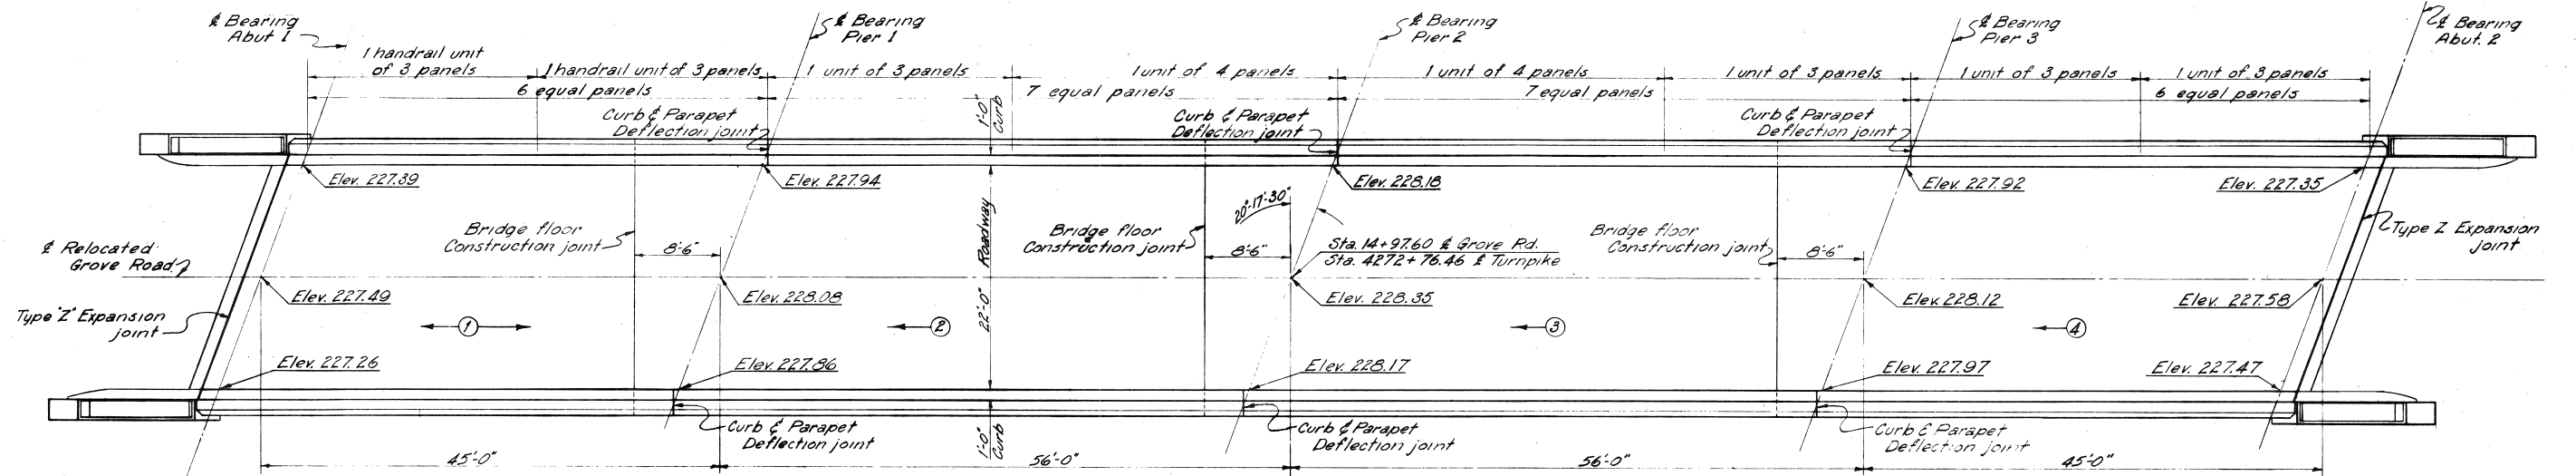 ℄ Bearing
Abut 1
℄ Bearing
Pier 1
℄ Bearing
Pier 2
℄ Bearing
Pier 3
℄ Bearing
Abut. 2
1 handrail unit
of 3 panels
1 handrail unit of 3 panels
1 unit of 3 panels
1 unit of 4 panels
1 unit of 4 panels
1 unit of 3 panels
1 unit of 3 panels
1 unit of 3 panels
6 equal panels
7 equal panels
7 equal panels
6 equal panels
Curb & Parapet
Deflection joint
1'-0"
Curb
Curb & Parapet
Deflection joint
Curb & Parapet
Deflection joint
Elev. 227.39
Elev. 227.94
Elev. 228.18
Elev. 227.92
Elev. 227.35
20°-17'-30"
Bridge floor
Construction joint
8'-6"
22'-0" Roadway
Bridge floor
Construction joint
8'-6"
Sta. 14+97.60 ℄ Grove Rd.
Sta. 4272+76.46 ℄ Turnpike
Bridge floor
Construction joint
8'-6"
Type Z Expansion
joint
℄ Relocated
Grove Road
Elev. 227.49
Elev. 228.08
Elev. 228.35
Elev. 228.12
Elev. 227.58
Type "Z" Expansion
joint
1
2
3
4
Elev. 227.26
Elev. 227.86
Elev. 228.17
Elev. 227.97
Elev. 227.47
Curb & Parapet
Deflection joint
1'-0"
Curb
Curb & Parapet
Deflection joint
Curb & Parapet
Deflection joint
45'-0"
56'-0"
56'-0"
45'-0"